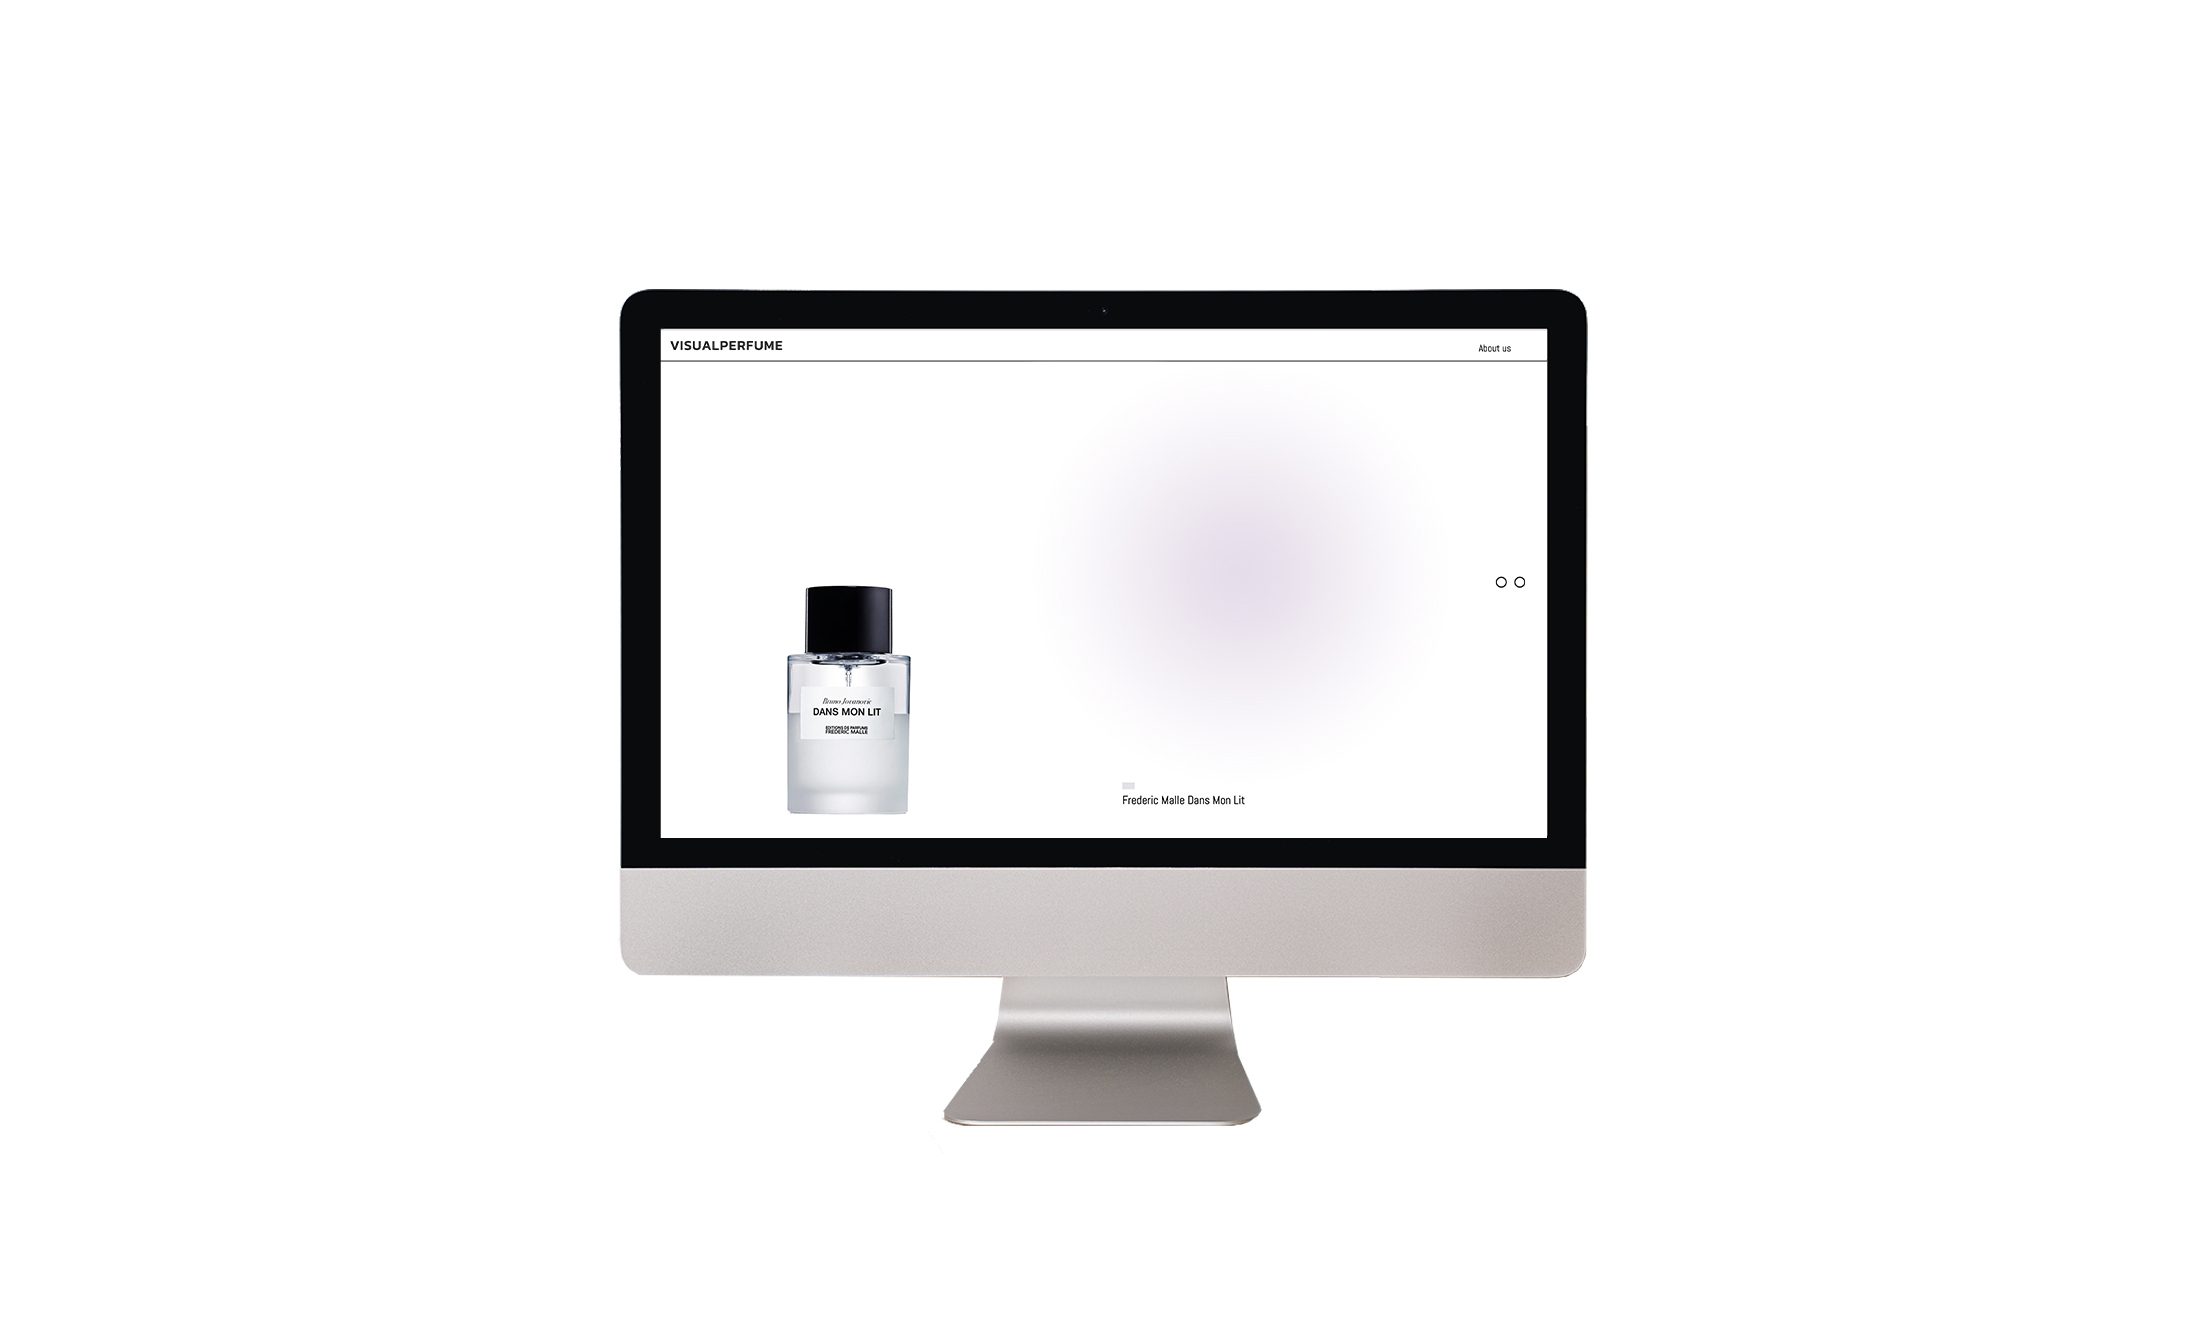 VISUALPERFUME
About us
Bruno Jovanovic
DANS MON LIT
EDITIONS DE PARFUMS
FREDERIC MALLE
Frederic Malle Dans Mon Lit